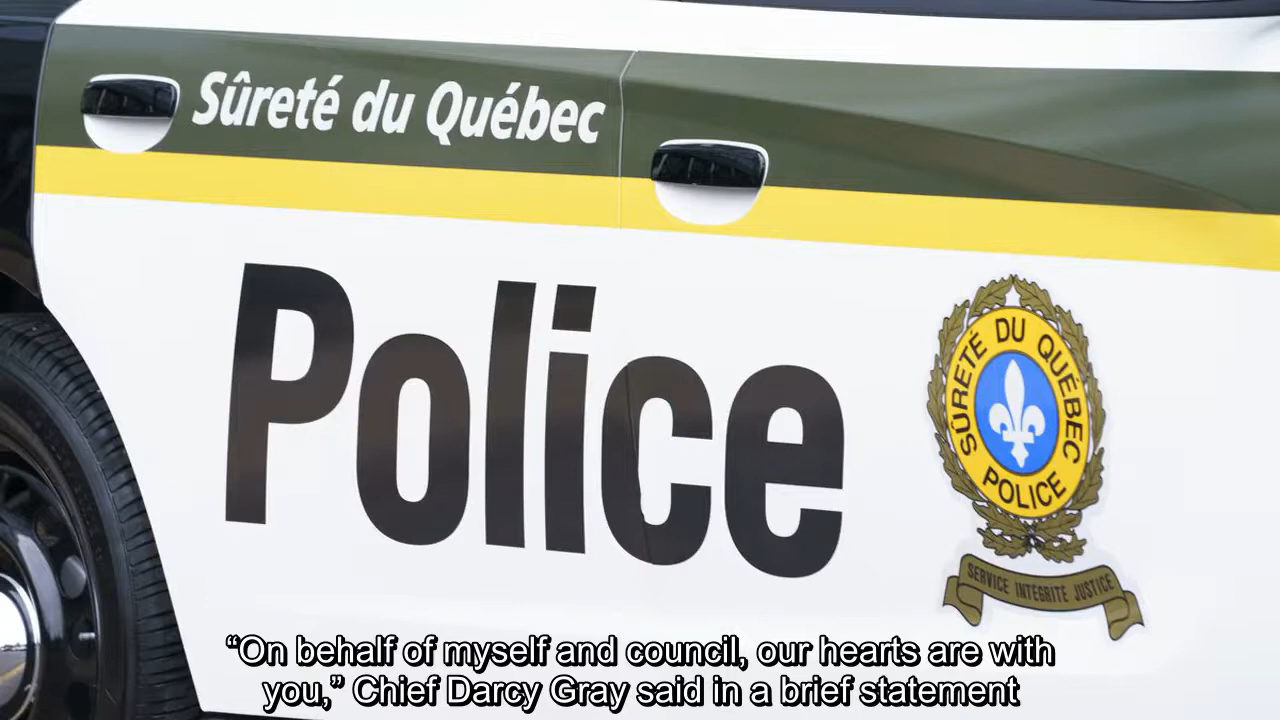 Sûreté du Québec
Police
SÛRETÉ DU QUÉBEC
POLICE
SERVICE INTÉGRITÉ JUSTICE
“On behalf of myself and council, our hearts are with
you,” Chief Darcy Gray said in a brief statement